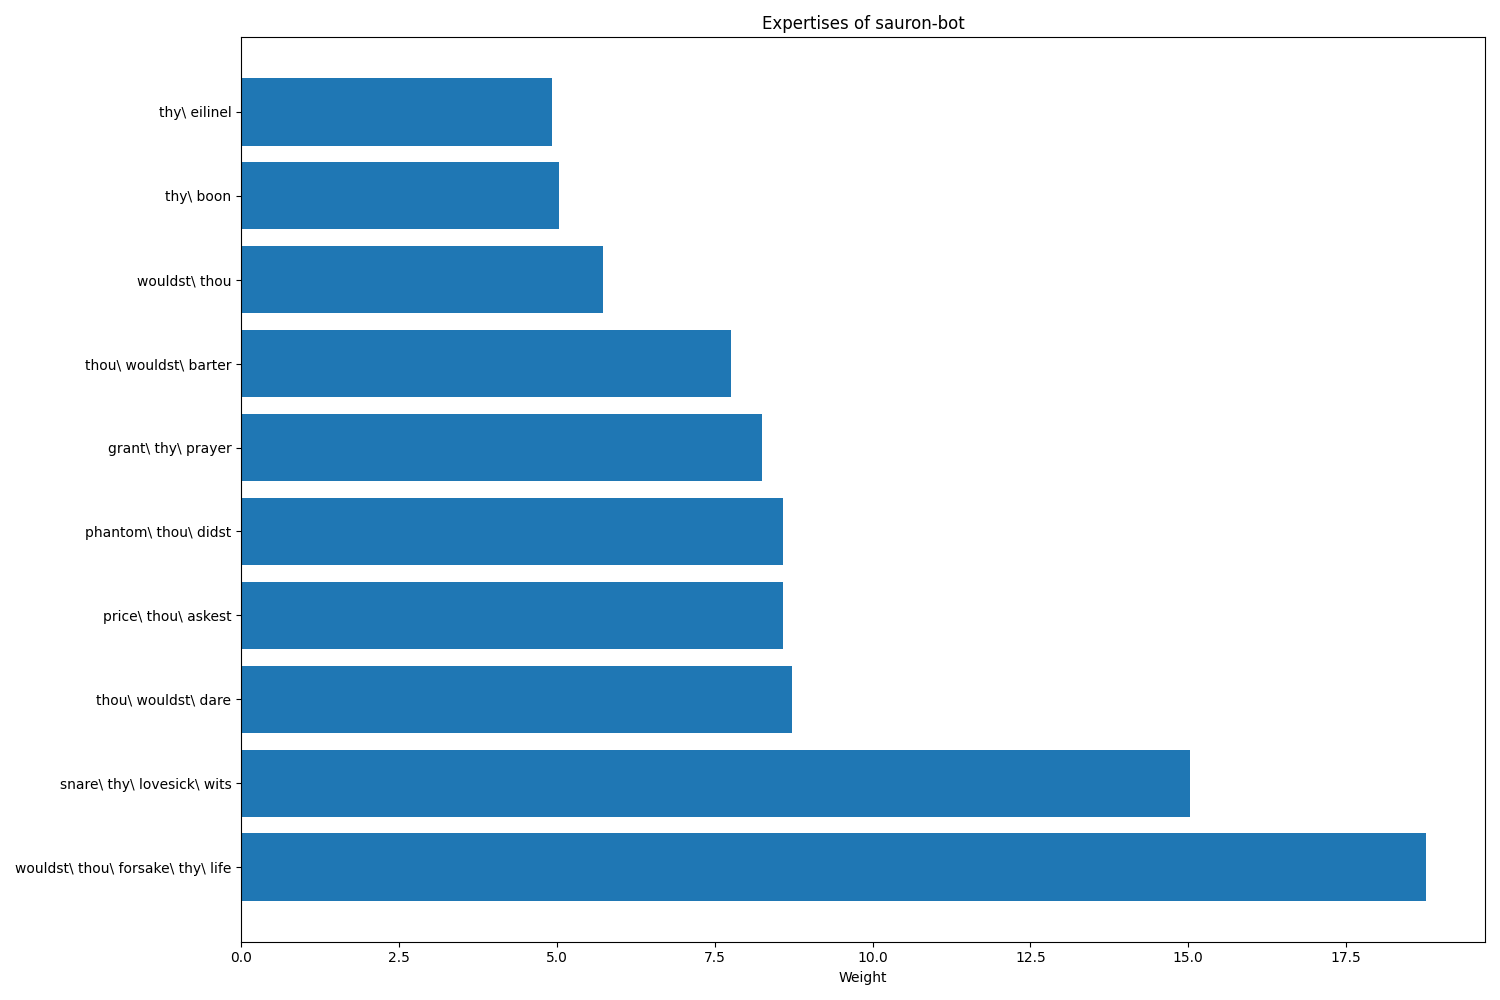 Expertises of sauron-bot
thy\ eilinel
thy\ boon
wouldst\ thou
thou\ wouldst\ barter
grant\ thy\ prayer
phantom\ thou\ didst
price\ thou\ askest
thou\ wouldst\ dare
snare\ thy\ lovesick\ wits
wouldst\ thou\ forsake\ thy\ life
0.0 2.5 5.0 7.5 10.0 12.5 15.0 17.5
Weight